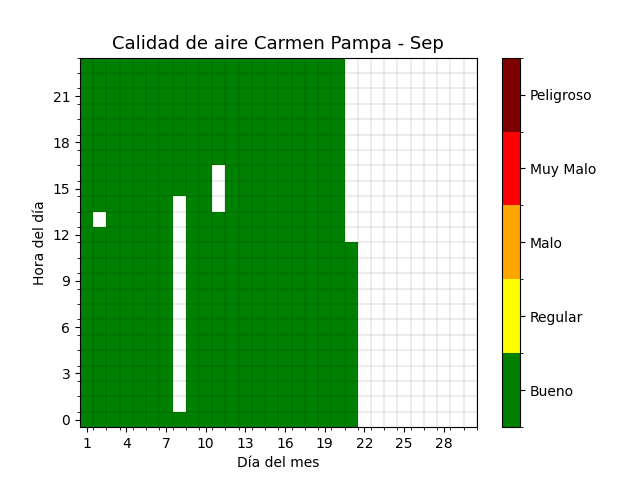 Calidad de aire Carmen Pampa - Sep
Hora del día
21
18
15
12
9
6
3
0
1 4 7 10 13 16 19 22 25 28
Día del mes
Peligroso
Muy Malo
Malo
Regular
Bueno